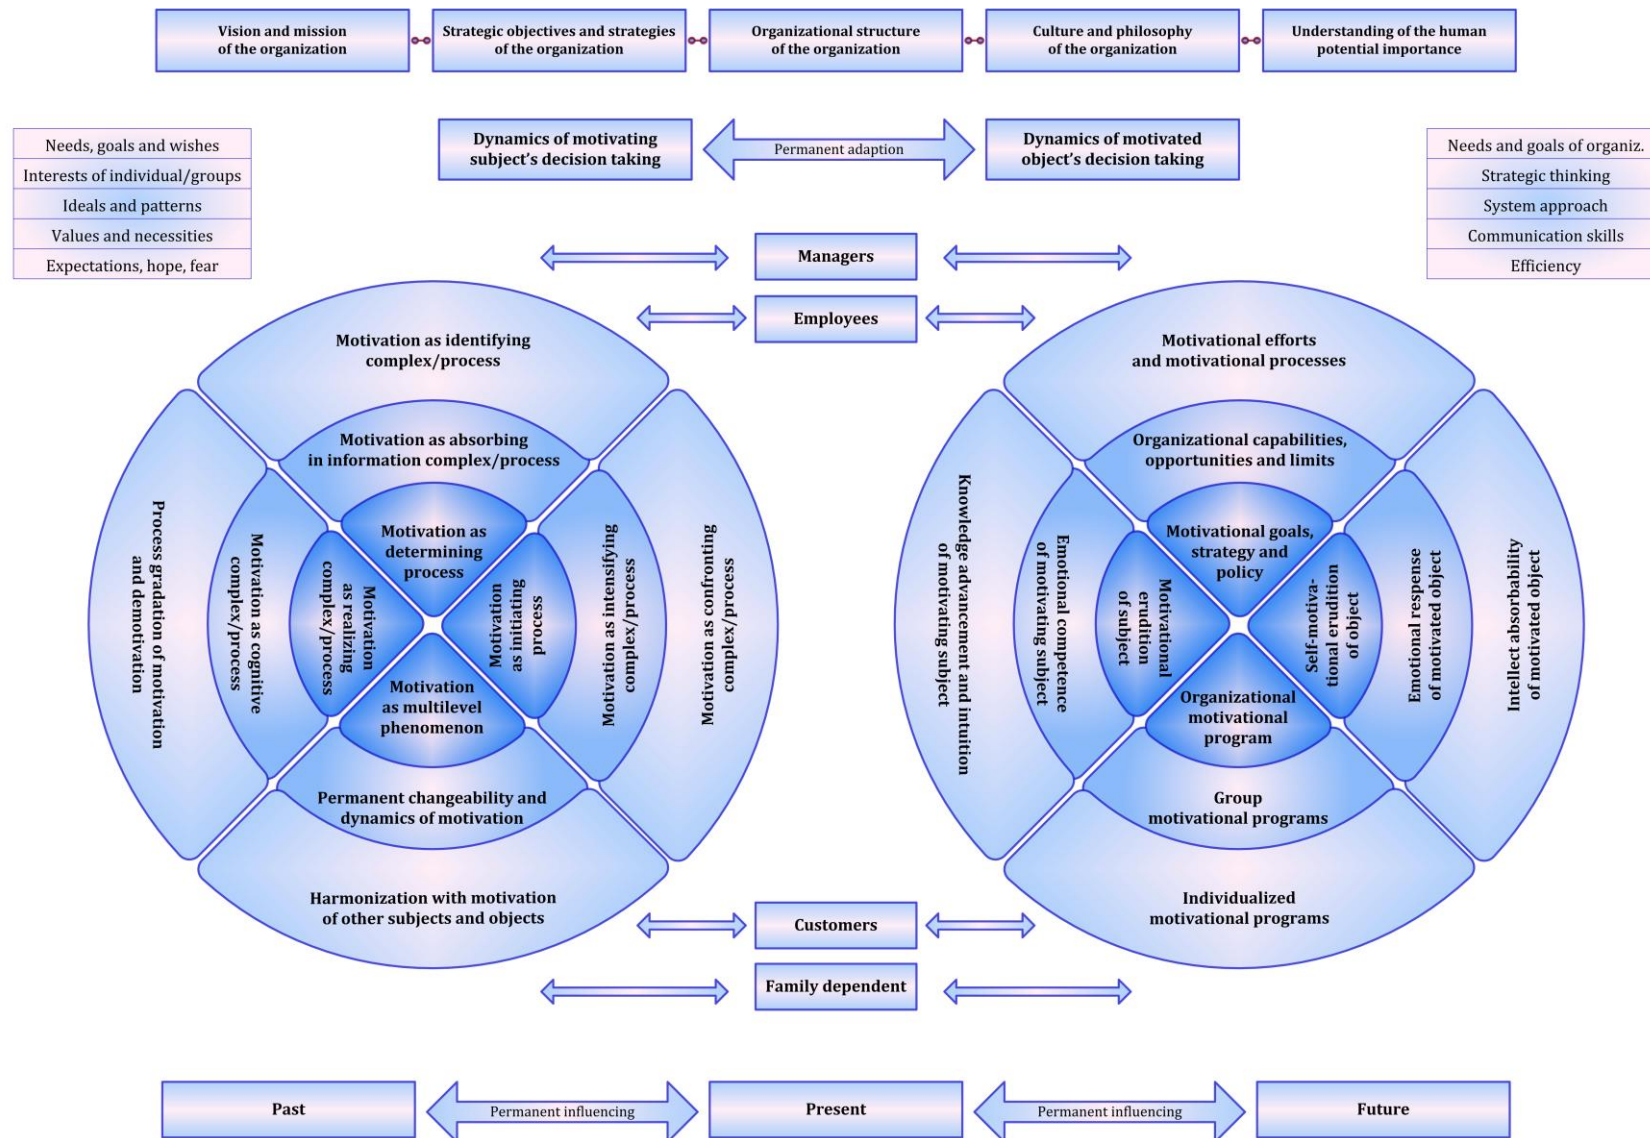 Vision and mission
of the organization
Strategic objectives and strategies
of the organization
Organizational structure
of the organization
Culture and philosophy
of the organization
Understanding of the human
potential importance
Dynamics of motivating
subject's decision taking
Permanent adaption
Dynamics of motivated
object's decision taking
Needs, goals and wishes
Interests of individual/groups
Ideals and patterns
Values and necessities
Expectations, hope, fear
Needs and goals of organiz.
Strategic thinking
System approach
Communication skills
Efficiency
Managers
Employees
Motivation as identifying
complex/process
Motivation as absorbing
in information complex/process
Motivation as
determining
process
Process gradation of motivation
and demotivation
Motivation as cognitive
complex/process
Motivation
as realizing
complex/process
Motivation
as initating
process
Motivation as intensifying
complex/process
Motivation as confronting
complex/process
Motivation
as multilevel
phenomenon
Permanent changeability and
dynamics of motivation
Harmonization with motivation
of other subjects and objects
Motivational efforts
and motivational processes
Organizational capabilities,
opportunities and limits
Motivational goals,
strategy and
policy
Knowledge advancement and intuition
of motivating subject
Emotional competence
of motivating subject
Motivational
erudition
of subject
Self-motiva-
tional erudition
of object
Emotional respense
of motivated object
Intellect absorbability
of motivated object
Organizational
motivational
program
Group
motivational programs
Individualized
motivational programs
Customers
Family dependent
Past
Permanent influencing
Present
Permanent influencing
Future